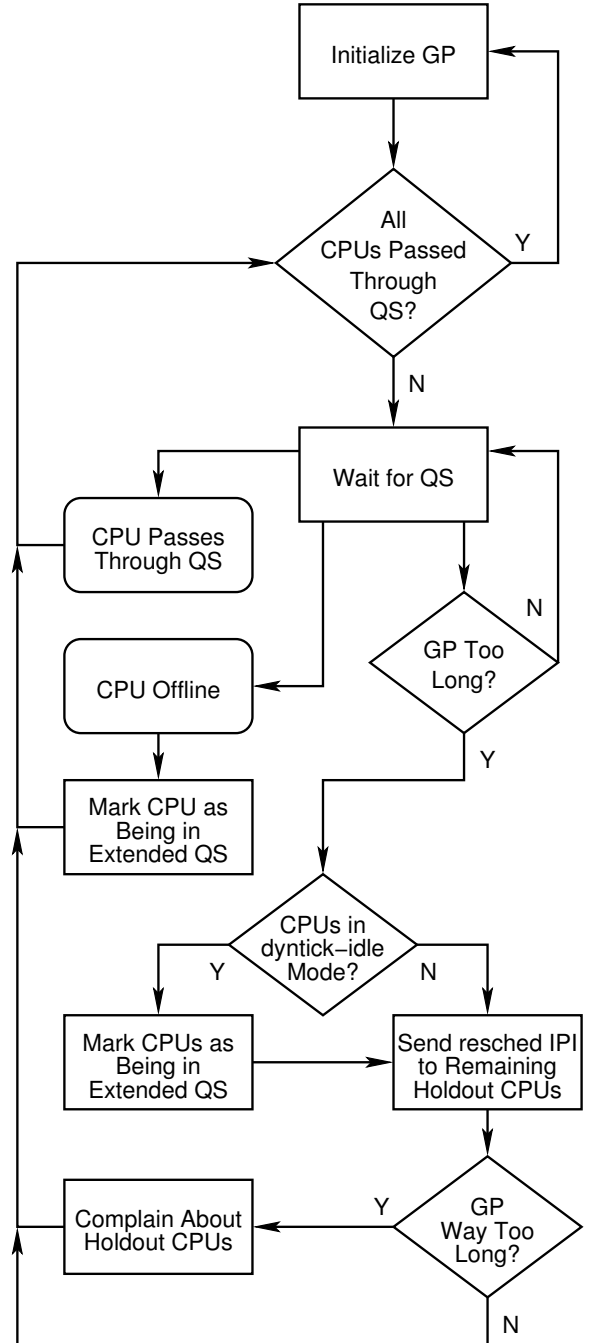 Initialize GP
All
CPUs Passed
Through
QS?
Y
N
Wait for QS
CPU Passes
Through QS
N
GP Too
Long?
CPU Offline
Y
Mark CPU as
Being in
Extended QS
CPUs in
dyntick–idle
Mode?
Y
N
Mark CPUs as
Being in
Extended QS
Send resched IPI
to Remaining
Holdout CPUs
Y
GP
Way Too
Long?
Complain About
Holdout CPUs
N